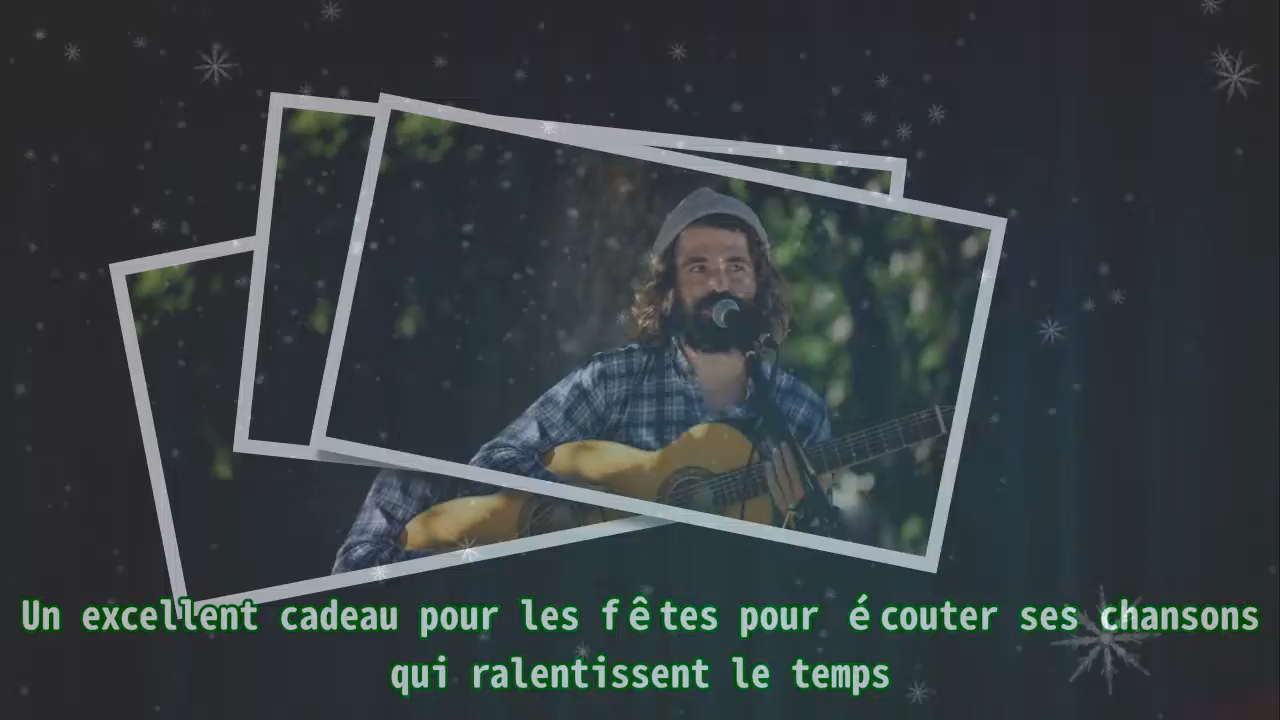 Un excellent cadeau pour les fêtes pour écouter ses chansons
qui ralentissent le temps